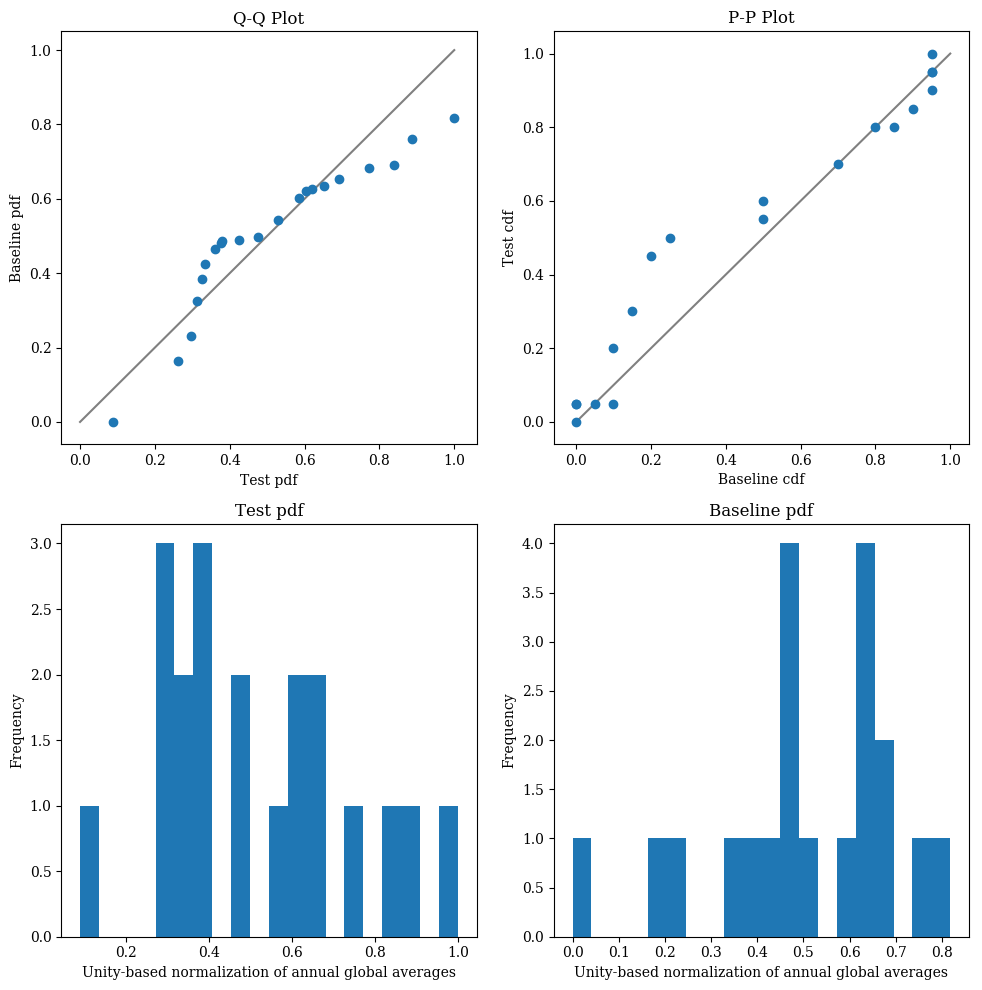 Q-Q Plot
1.0
0.8
0.6
0.4
0.2
0.0
Baseline pdf
0.0 0.2 0.4 0.6 0.8 1.0
Test pdf
P-P Plot
1.0
0.8
0.6
0.4
0.2
0.0
Test cdf
0.0 0.2 0.4 0.6 0.8 1.0
Baseline cdf
Test pdf
3.0
2.5
2.0
1.5
1.0
0.5
0.0
Frequency
0.2 0.4 0.6 0.8 1.0
Unity-based normalization of annual global averages
Baseline pdf
4.0
3.5
3.0
2.5
2.0
1.5
1.0
0.5
0.0
Frequency
0.0 0.1 0.2 0.3 0.4 0.5 0.6 0.7 0.8
Unity-based normalization of annual global averages